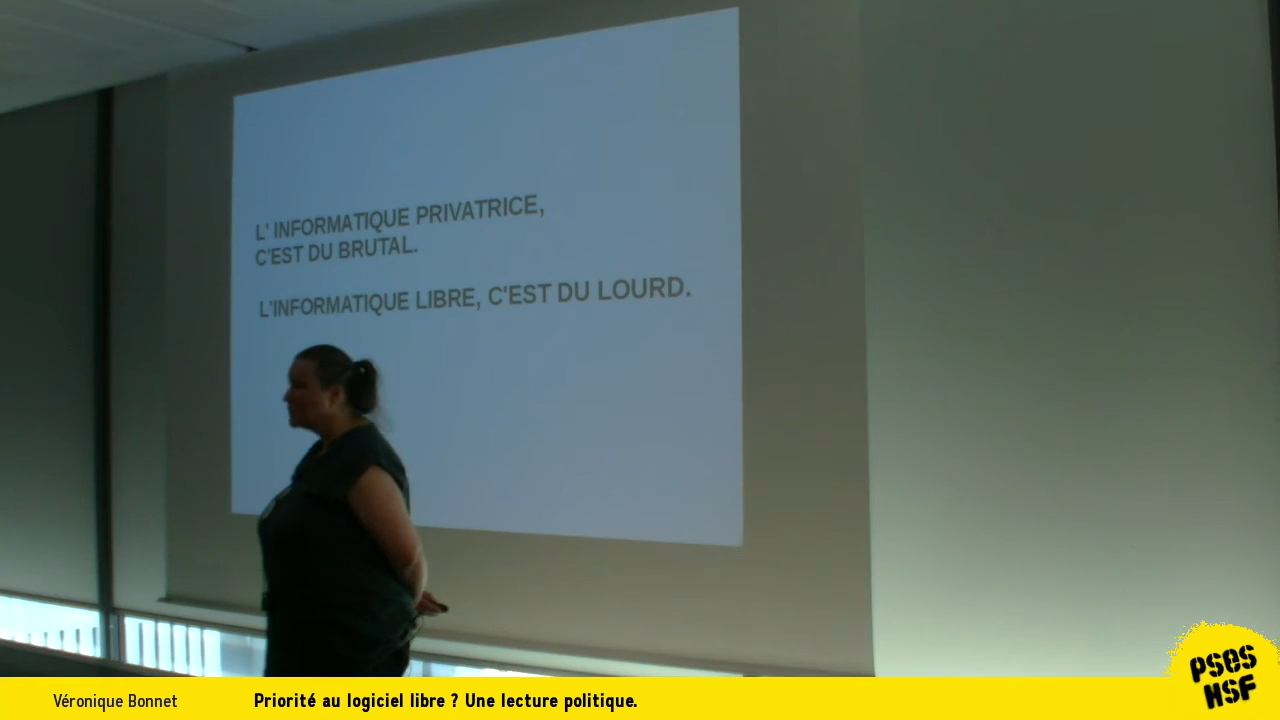 L' INFORMATIQUE PRIVATRICE,
C'EST DU BRUTAL.
L'INFORMATIQUE LIBRE, C'EST DU LOURD.
Véronique Bonnet
Priorité au logiciel libre ? Une lecture politique.
PSES
HSF